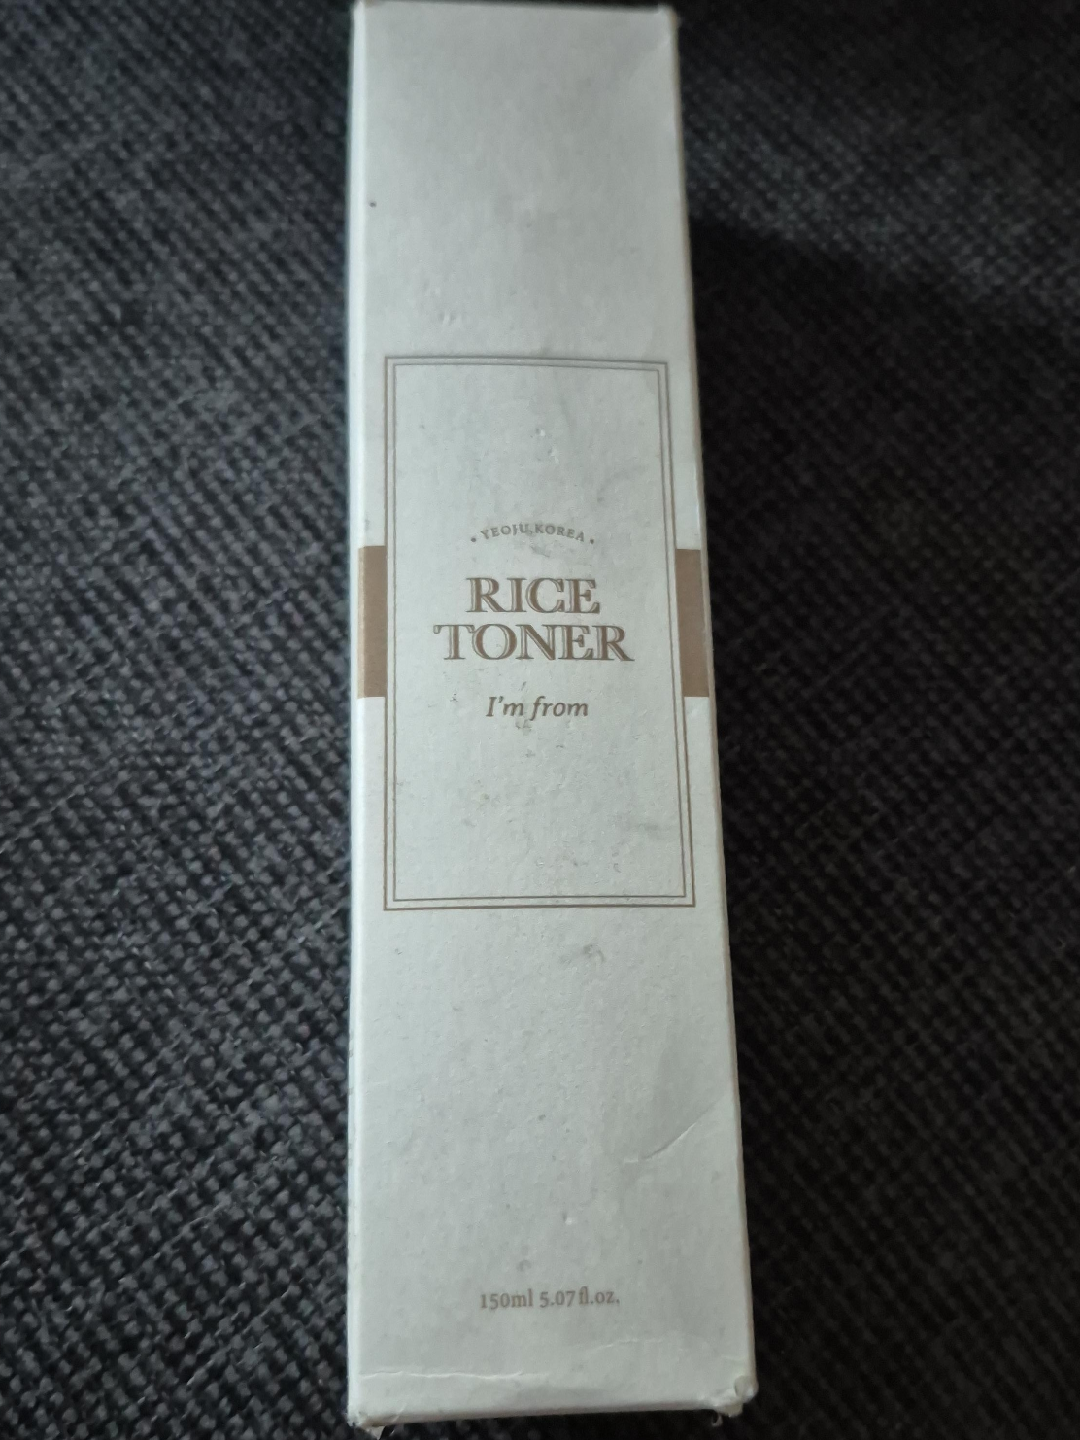 • YEOJU, KOREA •
RICE
TONER
I'm from
150ml 5.07 fl.oz.